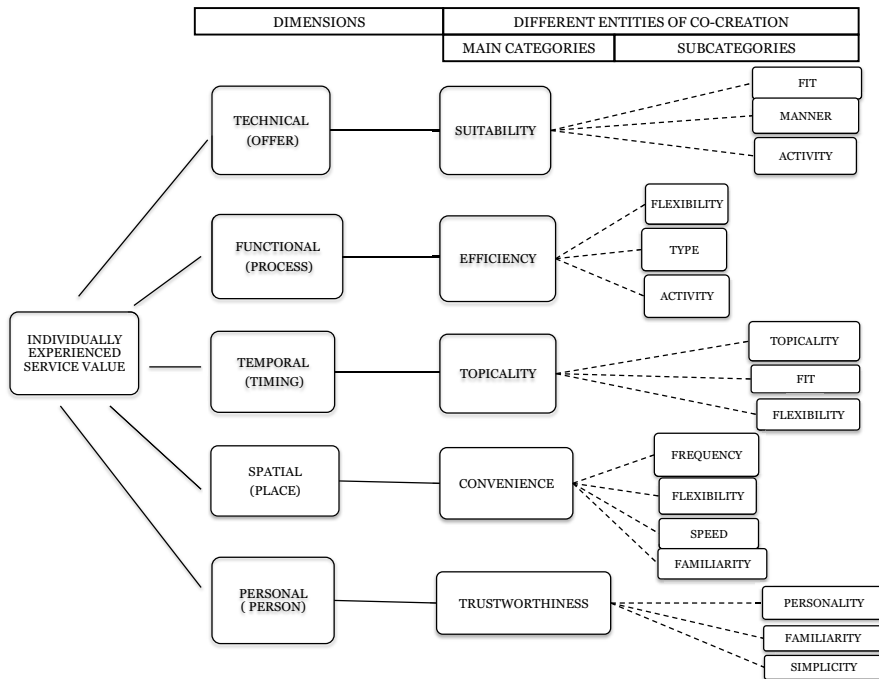 DIMENSIONS
DIFFERENT ENTITIES OF CO-CREATION
MAIN CATEGORIES
SUBCATEGORIES
INDIVIDUALLY
EXPERIENCED
SERVICE VALUE
TECHNICAL
(OFFER)
SUITABILITY
FIT
MANNER
ACTIVITY
FUNCTIONAL
(PROCESS)
EFFICIENCY
FLEXIBILITY
TYPE
ACTIVITY
TEMPORAL
(TIMING)
TOPICALITY
TOPICALITY
FIT
FLEXIBILITY
SPATIAL
(PLACE)
CONVENIENCE
FREQUENCY
FLEXIBILITY
SPEED
FAMILIARITY
PERSONAL
( PERSON)
TRUSTWORTHINESS
PERSONALITY
FAMILIARITY
SIMPLICITY